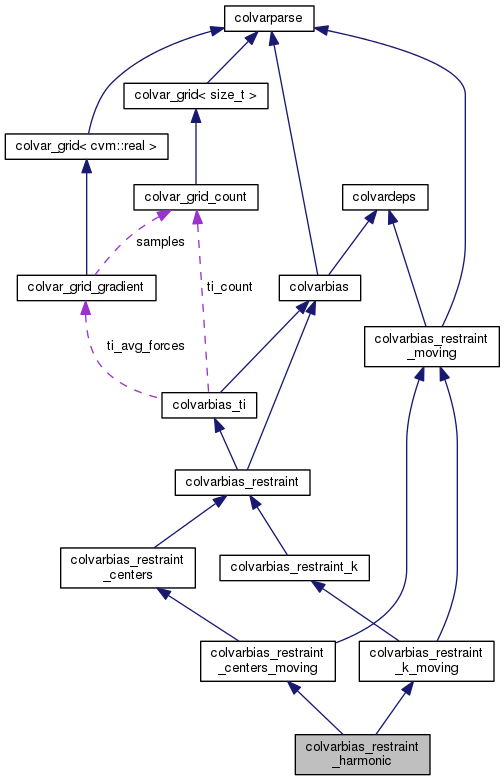 colvarparse
colvar_grid< size_t >
colvar_grid< cvm::real >
colvar_grid_count
colvardeps
samples
colvar_grid_gradient
ti_count
colvarbias
colvarbias_restraint
_moving
ti_avg_forces
colvarbias_ti
colvarbias_restraint
colvarbias_restraint
_centers
colvarbias_restraint_k
colvarbias_restraint
_centers_moving
colvarbias_restraint
_k_moving
colvarbias_restraint
_harmonic